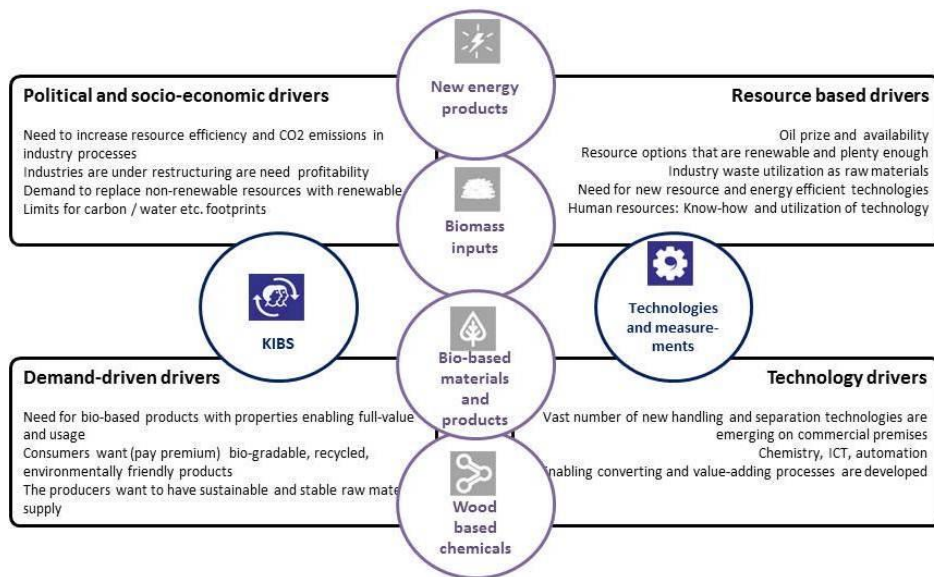 New energy
products
Political and socio-economic drivers
Need to increase resource efficiency and CO2 emissions in
industry processes
Industries are under restructuring are need profitability
Demand to replace non-renewable resources with renewable
Limits for carbon / water etc. footprints
Resource based drivers
Oil prize and availability
Resource options that are renewable and plenty enough
Industry waste utilization as raw materials
Need for new resource and energy efficient technologies
Human resources: Know-how and utilization of technology
Biomass
inputs
KIBS
Technologies
and measure-
ments
Bio-based
materials
and
products
Demand-driven drivers
Need for bio-based products with properties enabling full-value
and usage
Consumers want (pay premium) bio-gradable, recycled,
environmentally friendly products
The producers want to have sustainable and stable raw mate
supply
Technology drivers
Vast number of new handling and separation technologies are
emerging on commercial premises
Chemistry, ICT, automation
nabling converting and value-adding processes are developed
Wood
based
chemicals